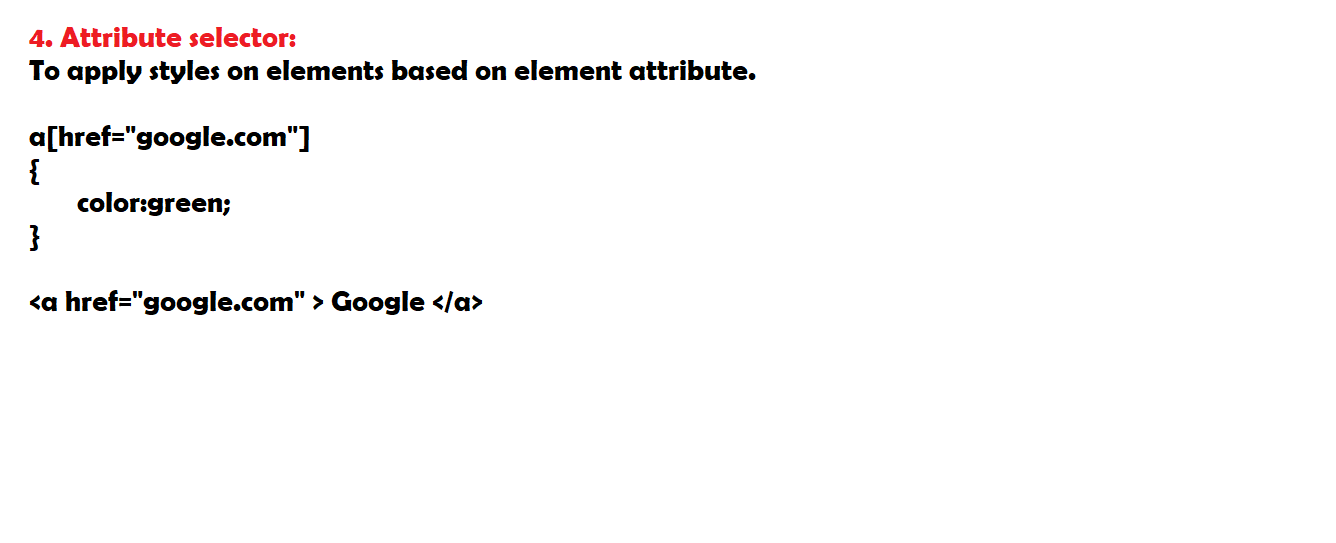 4. Attribute selector:
To apply styles on elements based on element attribute.
a[href="google.com"]
{
color:green;
}
<a href="google.com" > Google </a>